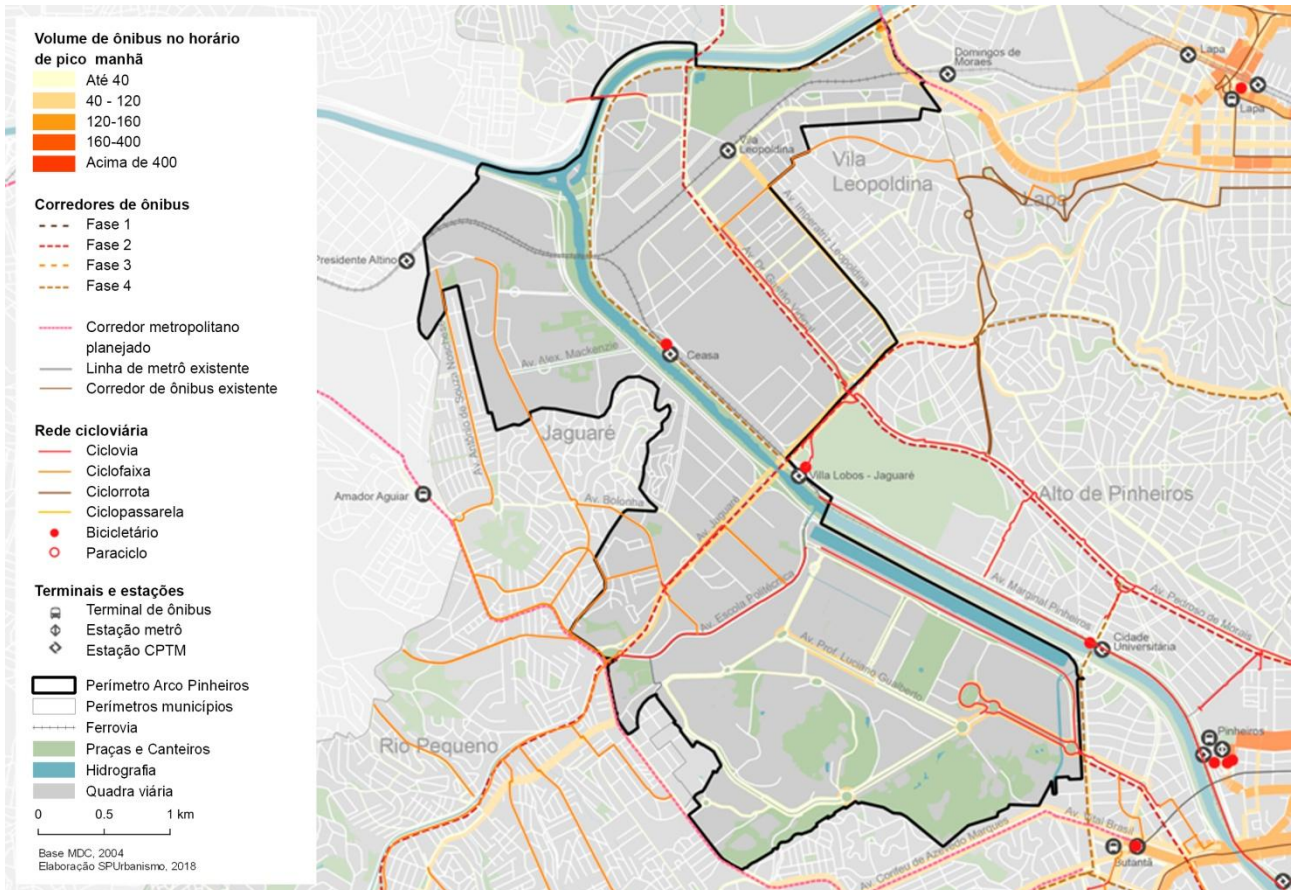 Volume de ônibus no horário
de pico manhã
Até 40
40 - 120
120-160
160-400
Acima de 400
Corredores de ônibus
Fase 1
Fase 2
Fase 3
Fase 4
Corredor metropolitano
planejado
Linha de metrô existente
Corredor de ônibus existente
Rede cicloviária
Ciclovia
Ciclofaixa
Ciclorrota
Ciclopassarela
Bicicletário
Paraciclo
Terminais e estações
Terminal de ônibus
Estação metrô
Estação CPTM
Perímetro Arco Pinheiros
Perímetros municípios
Ferrovia
Praças e Canteiros
Hidrografia
Quadra viária
0 0.5 1 km
Base MDC, 2004
Elaboração SPUrbanismo, 2018
Domingos de
Moraes
Lapa
Lapa
Vila
Leopoldina
Vila
Leopoldina
Lapa
Av. Imperatriz Leopoldina
Av. Dr. Gastão Vidigal
Presidente Altino
Ceasa
Av. Alex. Mackenzie
Jaguaré
Villa Lobos - Jaguaré
Amador Aguiar
Av. Bolonha
Av. Jaguaré
Alto de Pinheiros
Av. Escola Politécnica
Av. Marginal Pinheiros
Av. Pedroso de Morais
Av. Prof. Luciano Gualberto
Cidade
Universitária
Rio Pequeno
Pinheiros
Av. Vital Brasil
Av. Corifeu de Azevedo Marques
Butantã